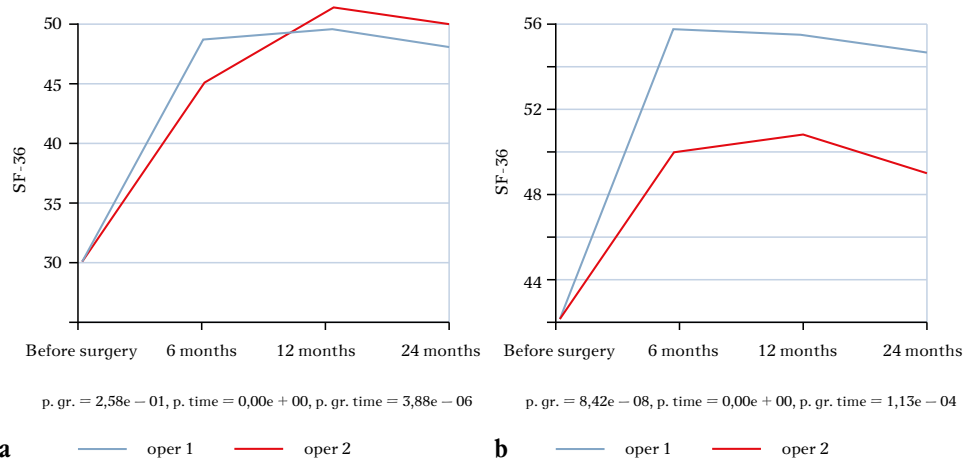 50
45
40
35
30
SF-36
Before surgery 6 months 12 months 24 months
p. gr. = 2,58e – 01, p. time = 0,00e + 00, p. gr. time = 3,88e – 06
a oper 1 oper 2
56
52
48
44
SF-36
Before surgery 6 months 12 months 24 months
p. gr. = 8,42e – 08, p. time = 0,00e + 00, p. gr. time = 1,13e – 04
b oper 1 oper 2